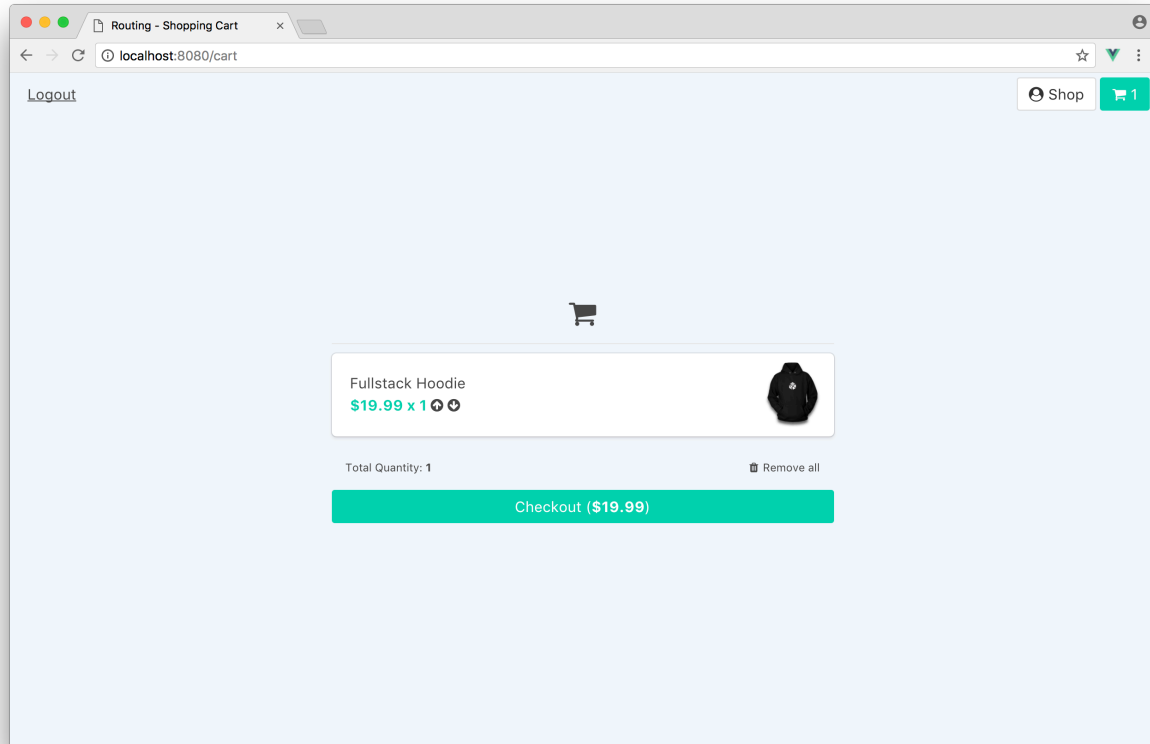 Routing - Shopping Cart
localhost:8080/cart
Logout
Shop
1
Fullstack Hoodie
$19.99 x 1
Total Quantity: 1
Remove all
Checkout ($19.99)